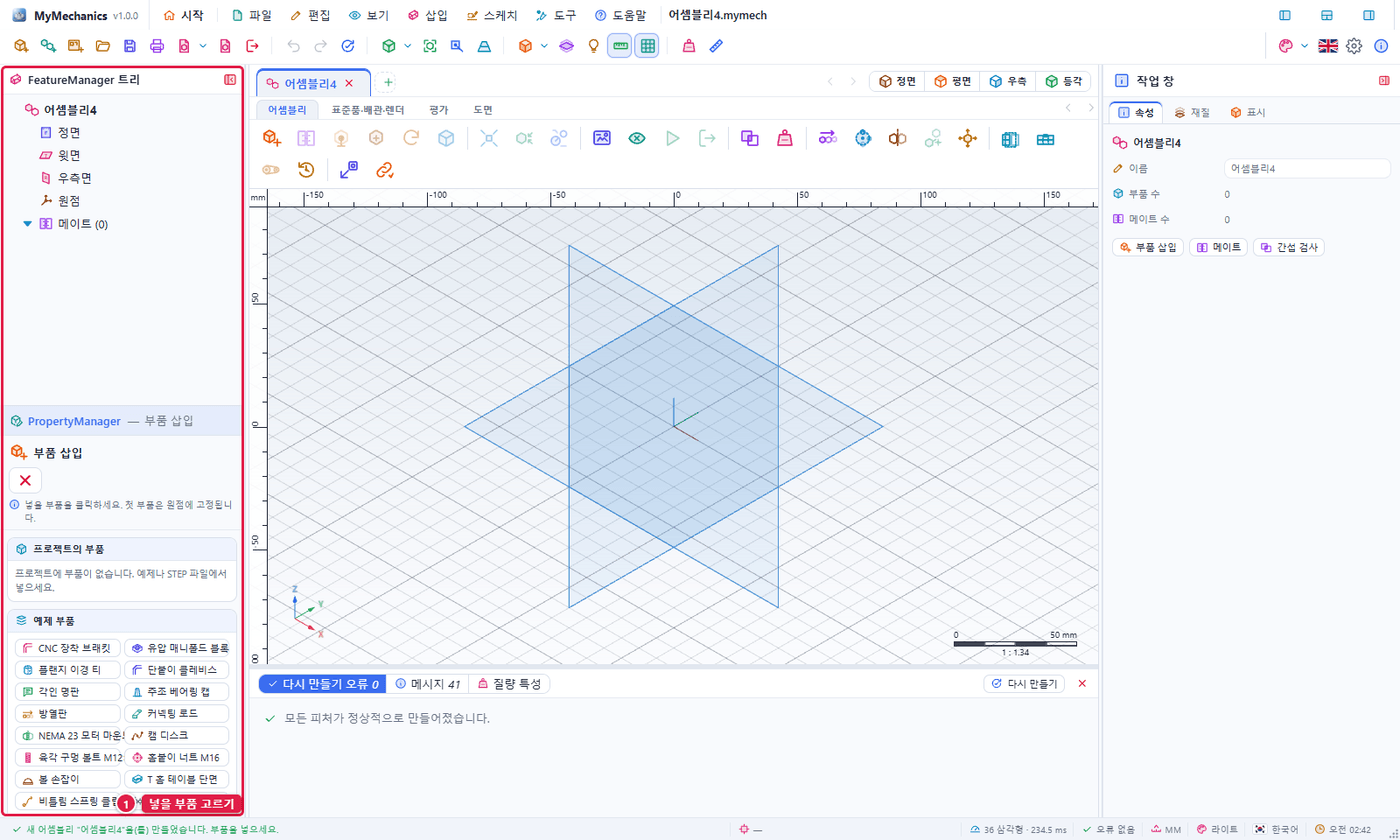 MyMechanics v1.0.0 시작 파일 편집 보기 삽입 스케치 도구 도움말 어셈블리4.mymech
FeatureManager 트리
어셈블리4
정면
윗면
우측면
원점
메이트 (0)
PropertyManager — 부품 삽입
부품 삽입
넣을 부품을 클릭하세요. 첫 부품은 원점에 고정됩니
다.
프로젝트의 부품
프로젝트에 부품이 없습니다. 예제나 STEP 파일에서
넣으세요.
예제 부품
CNC 장착 브래킷 유압 매니폴드 블록
플랜지 이경 티 단붙이 클레비스
각인 명판 주조 베어링 캡
방열판 커넥팅 로드
NEMA 23 모터 마운트 캠 디스크
육각 구멍 볼트 M12 홈붙이 너트 M16
볼 손잡이 T 홈 테이블 단면
비틀림 스프링 클립
1 넣을 부품 고르기
어셈블리4
정면 평면 우측 등각
어셈블리 표준품·배관·렌더 평가 도면
mm -150 -100 -50 0 50 100 150
50
0
-50
Z
Y
X
0 50 mm
1 : 1.34
다시 만들기 오류 0 메시지 41 질량 특성 다시 만들기
모든 피처가 정상적으로 만들어졌습니다.
작업 창
속성 재질 표시
어셈블리4
이름 어셈블리4
부품 수 0
메이트 수 0
부품 삽입 메이트 간섭 검사
새 어셈블리 "어셈블리4"을(를) 만들었습니다. 부품을 넣으세요. — 36 삼각형 · 234.5 ms 오류 없음 MM 라이트 한국어 오전 02:42